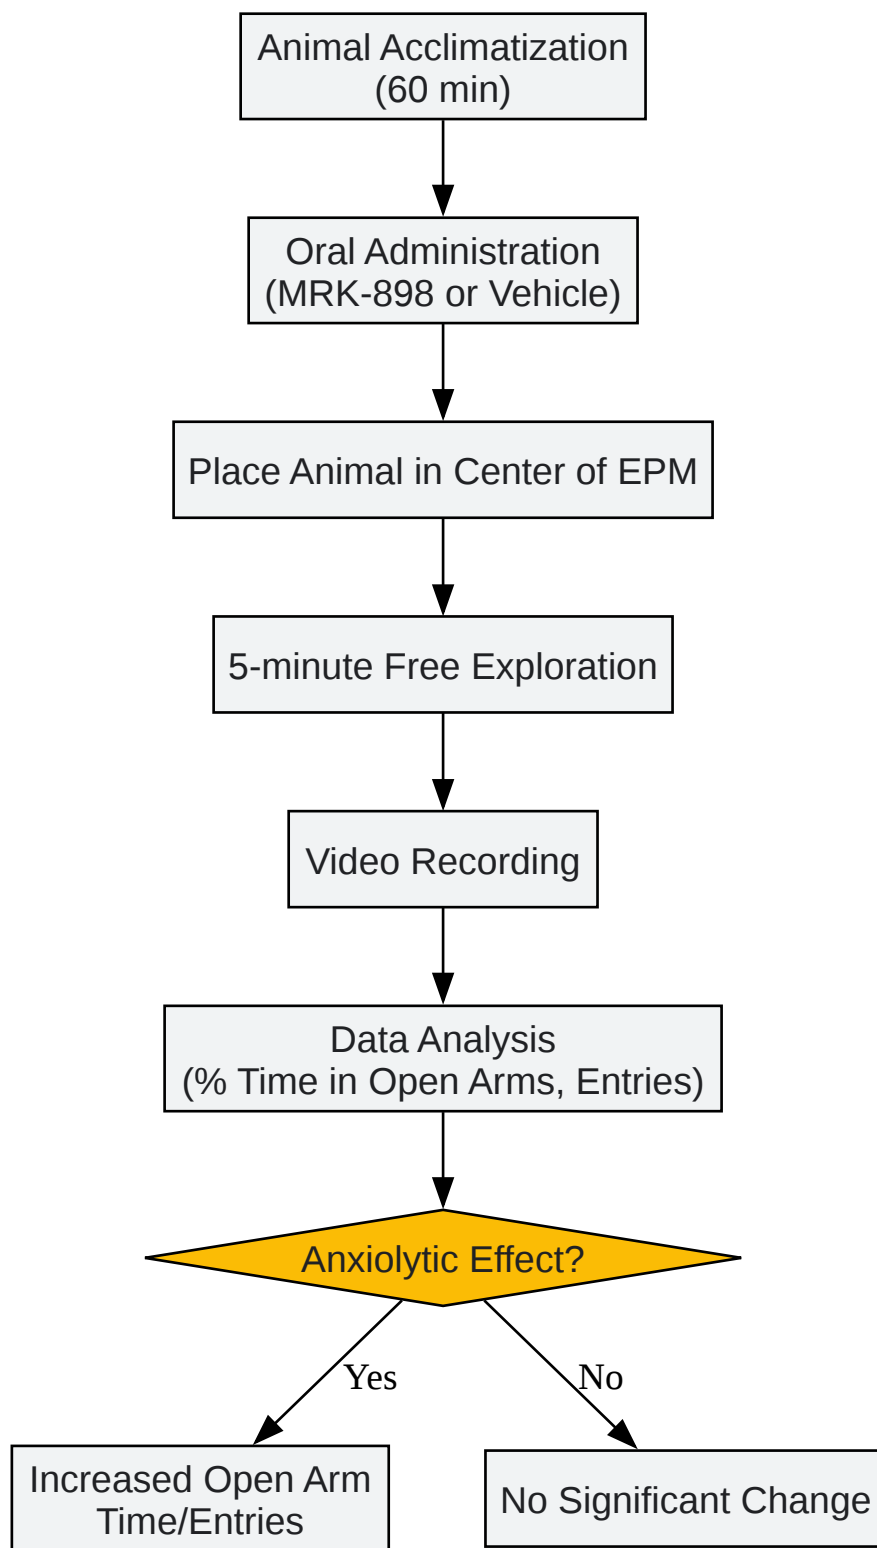 Animal Acclimatization
(60 min)
Oral Administration
(MRK-898 or Vehicle)
Place Animal in Center of EPM
5-minute Free Exploration
Video Recording
Data Analysis
(% Time in Open Arms, Entries)
Anxiolytic Effect?
Yes
No
Increased Open Arm
Time/Entries
No Significant Change